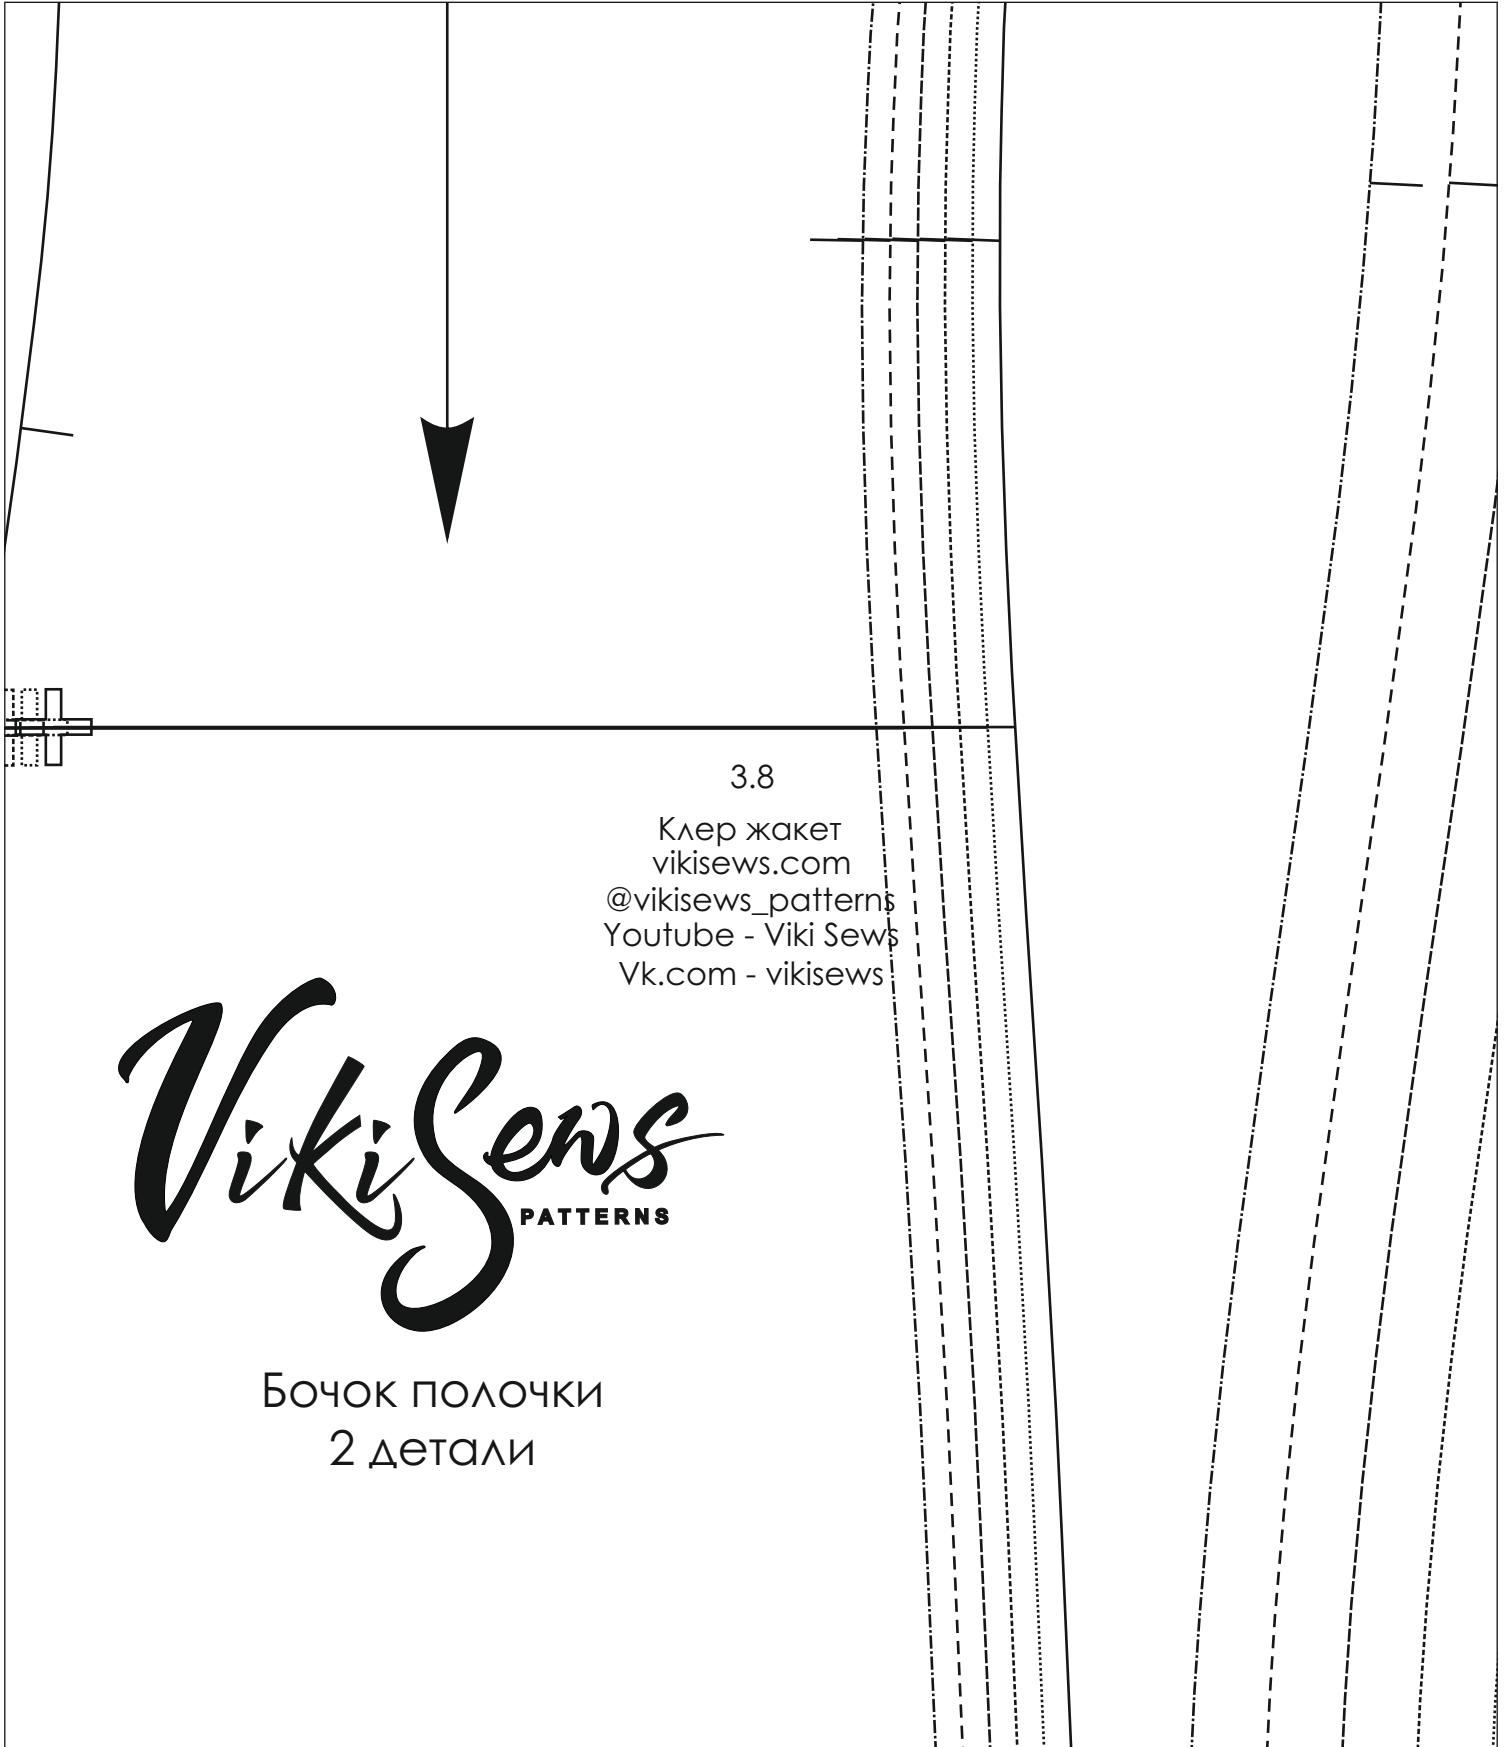 3.8
Клер жакет
vikisews.com
@vikisews_patterns
Youtube - Viki Sews
Vk.com - vikisews
VikiSews
PATTERNS
Бочок полочки
2 детали